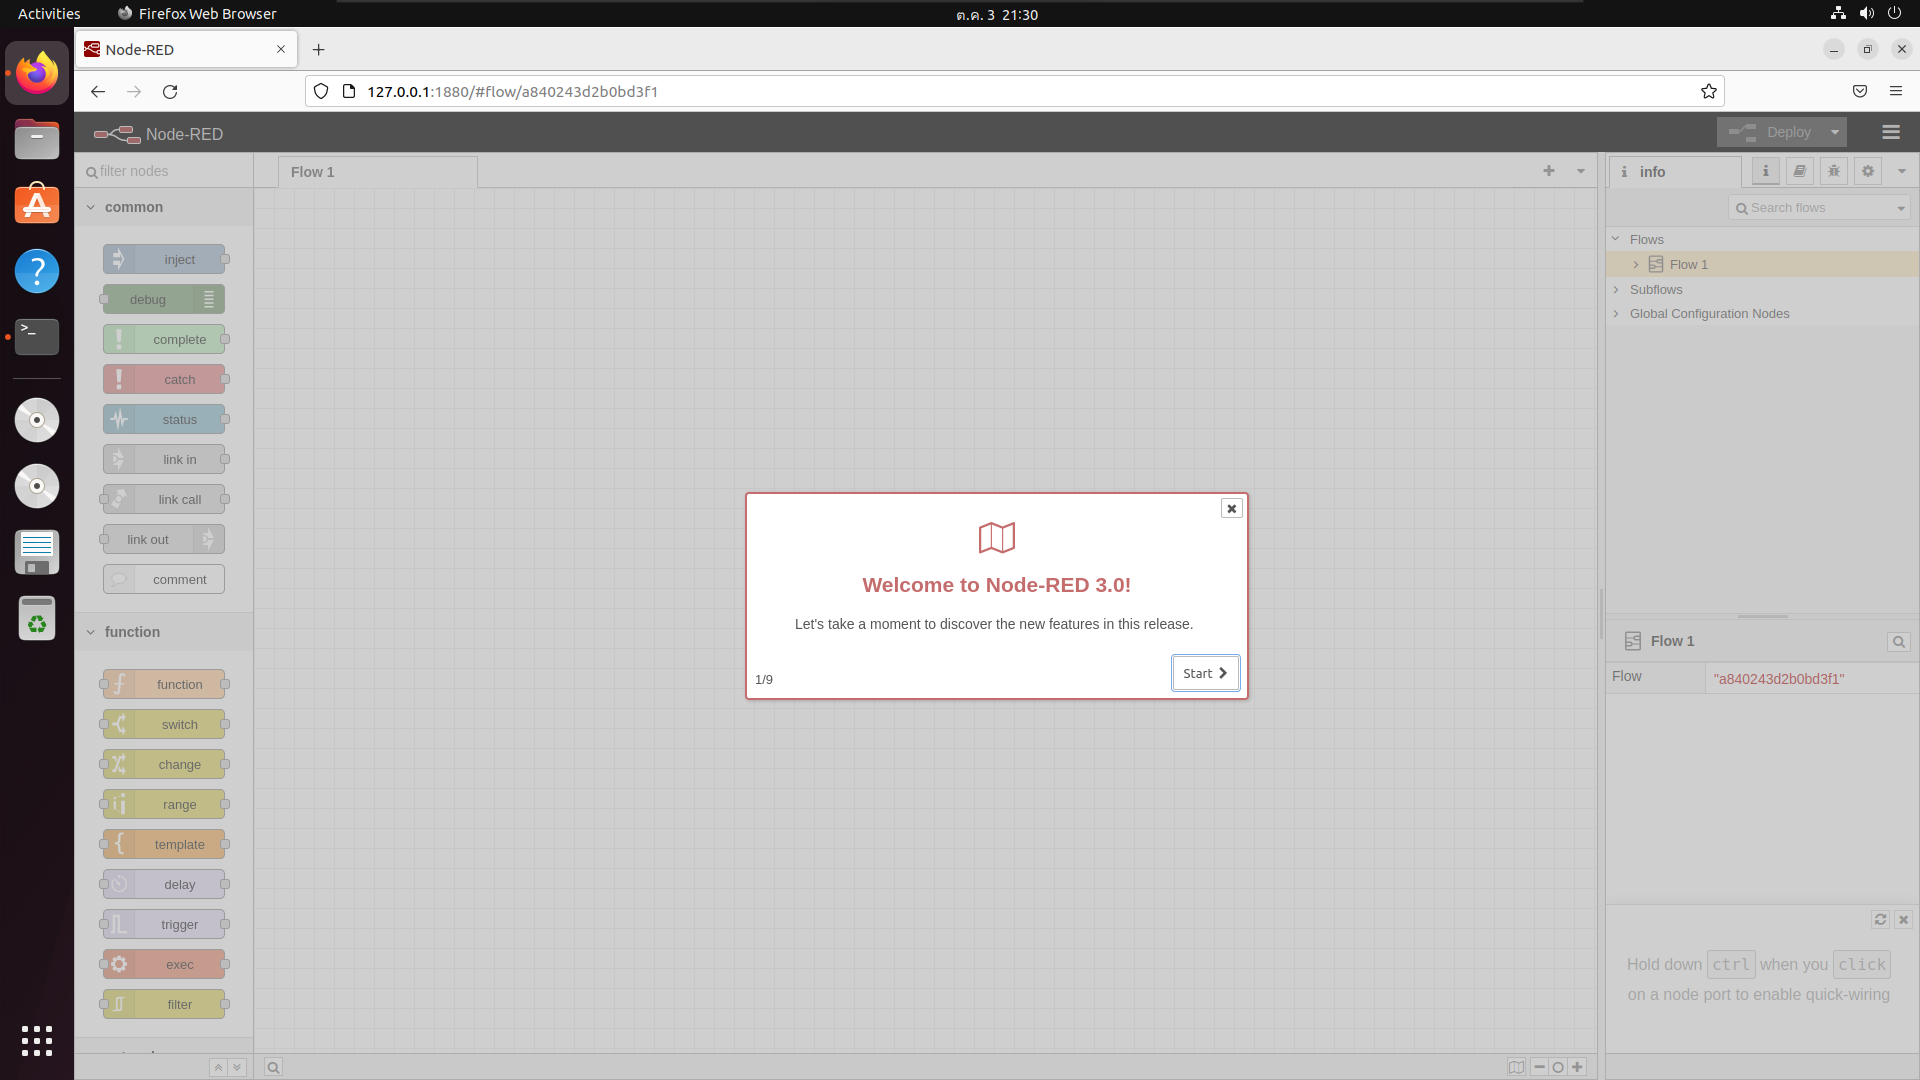 Activities
Firefox Web Browser
ต.ค. 3 21:30
Node-RED
127.0.0.1:1880/#flow/a840243d2b0bd3f1
Node-RED
Deploy
filter nodes
Flow 1
info
Search flows
common
inject
debug
complete
catch
status
link in
link call
link out
comment
function
function
switch
change
range
template
delay
trigger
exec
filter
Welcome to Node-RED 3.0!
Let's take a moment to discover the new features in this release.
1/9
Start
Flows
Flow 1
Subflows
Global Configuration Nodes
Flow 1
Flow
"a840243d2b0bd3f1"
Hold down ctrl when you click
on a node port to enable quick-wiring